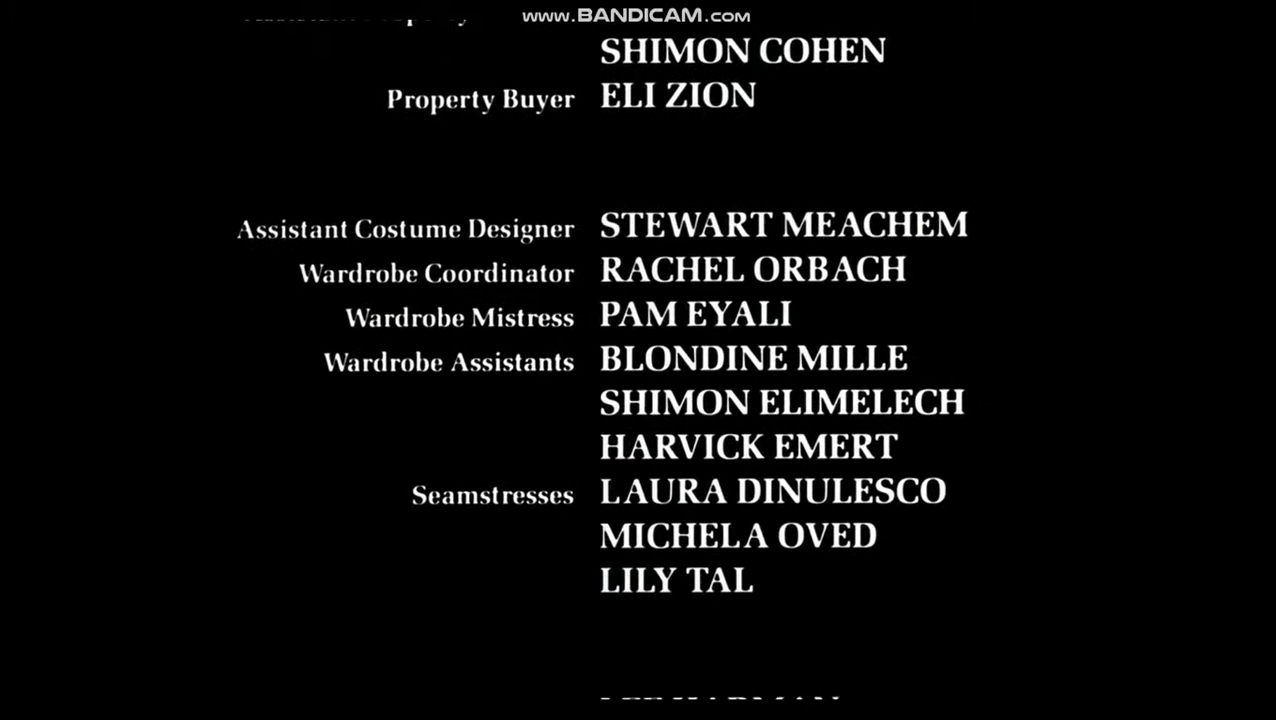 www.BANDICAM.com
SHIMON COHEN
Property Buyer ELI ZION
Assistant Costume Designer STEWART MEACHEM
Wardrobe Coordinator RACHEL ORBACH
Wardrobe Mistress PAM EYALI
Wardrobe Assistants BLONDINE MILLE
SHIMON ELIMELECH
HARVICK EMERT
Seamstresses LAURA DINULESCO
MICHELA OVED
LILY TAL